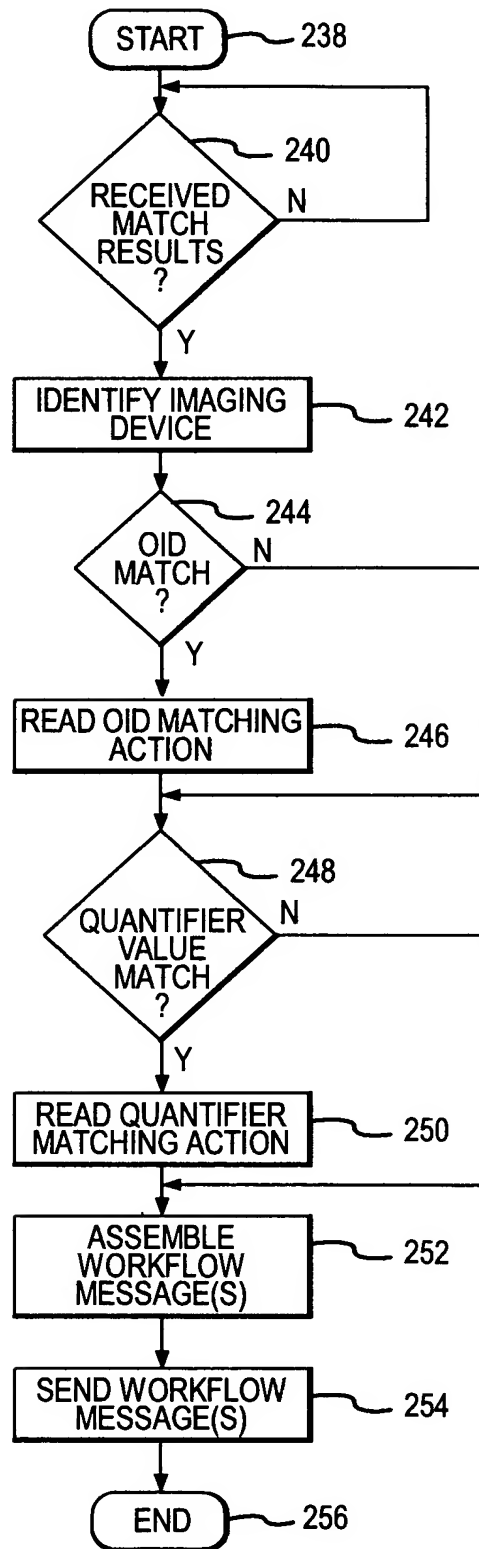 START
238
240
RECEIVED
MATCH
RESULTS
?
N
Y
IDENTIFY IMAGING
DEVICE
242
244
OID
MATCH
?
N
Y
READ OID MATCHING
ACTION
246
248
QUANTIFIER
VALUE
MATCH
?
N
Y
READ QUANTIFIER
MATCHING ACTION
250
ASSEMBLE
WORKFLOW
MESSAGE(S)
252
SEND WORKFLOW
MESSAGE(S)
254
END
256